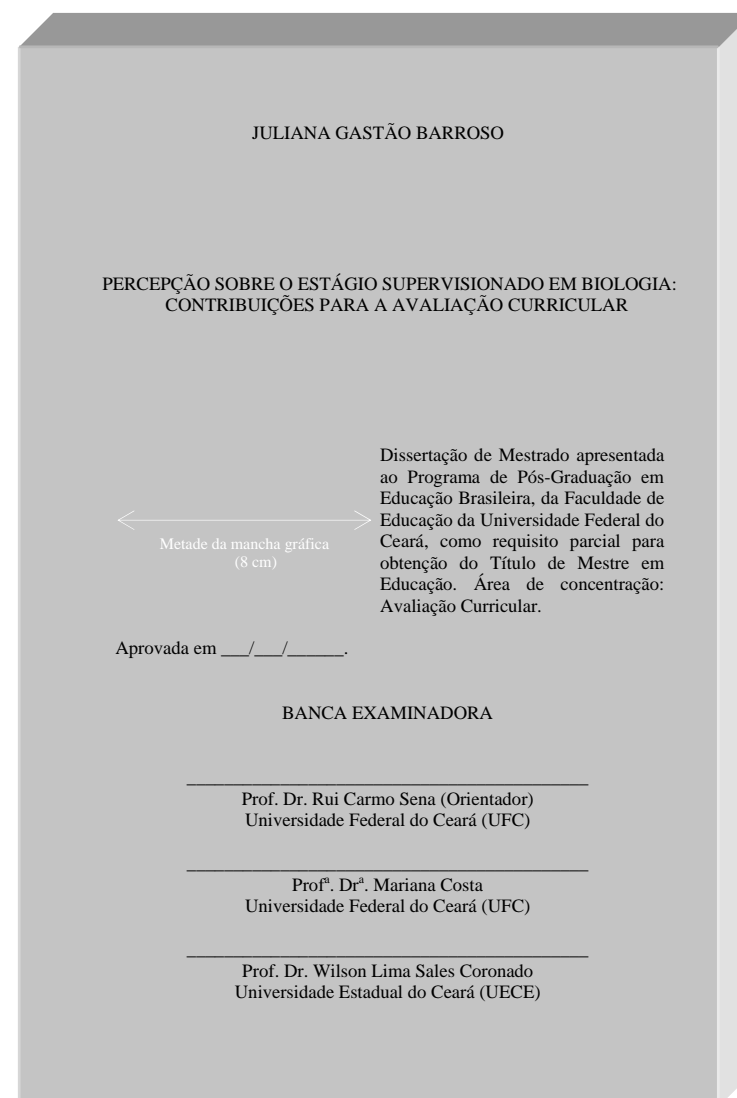 JULIANA GASTÃO BARROSO
PERCEPÇÃO SOBRE O ESTÁGIO SUPERVISIONADO EM BIOLOGIA:
CONTRIBUIÇÕES PARA A AVALIAÇÃO CURRICULAR
Dissertação de Mestrado apresentada
ao Programa de Pós-Graduação em
Educação Brasileira, da Faculdade de
Educação da Universidade Federal do
Ceará, como requisito parcial para
obtenção do Título de Mestre em
Educação. Área de concentração:
Avaliação Curricular.
Metade da mancha gráfica
(8 cm)
Aprovada em ___/___/______.
BANCA EXAMINADORA
Prof. Dr. Rui Carmo Sena (Orientador)
Universidade Federal do Ceará (UFC)
Profª. Drª. Mariana Costa
Universidade Federal do Ceará (UFC)
Prof. Dr. Wilson Lima Sales Coronado
Universidade Estadual do Ceará (UECE)